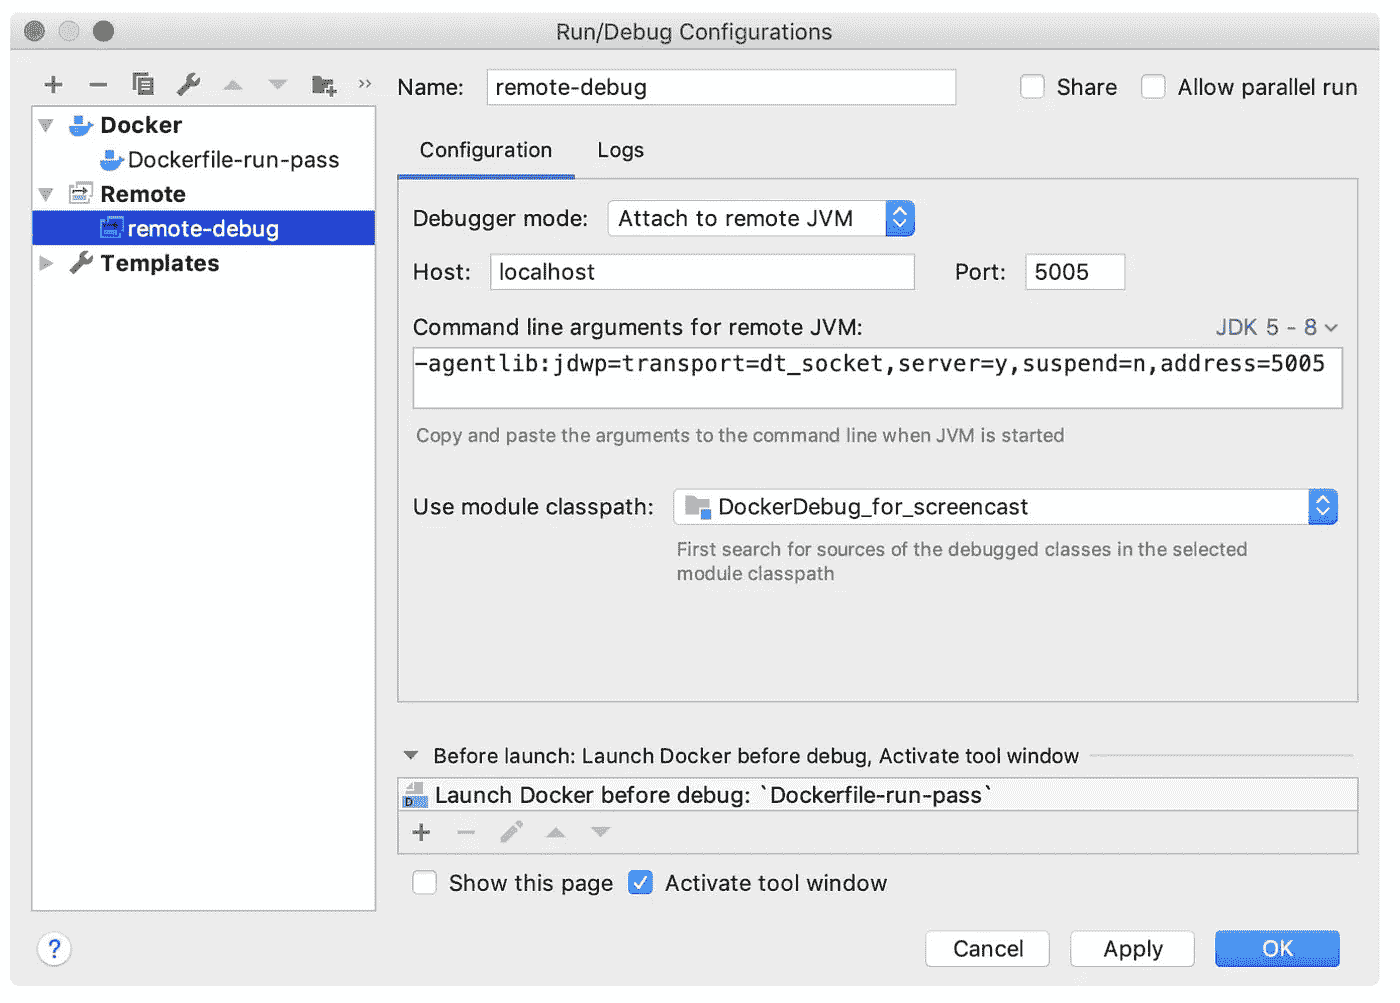 Run/Debug Configurations
Name: remote-debug Share Allow parallel run
Docker
Dockerfile-run-pass
Remote
remote-debug
Templates
Configuration Logs
Debugger mode: Attach to remote JVM
Host: localhost Port: 5005
Command line arguments for remote JVM: JDK 5 - 8
-agentlib:jdwp=transport=dt_socket,server=y,suspend=n,address=5005
Copy and paste the arguments to the command line when JVM is started
Use module classpath: DockerDebug_for_screencast
First search for sources of the debugged classes in the selected
module classpath
Before launch: Launch Docker before debug, Activate tool window
Launch Docker before debug: `Dockerfile-run-pass`
Show this page Activate tool window
? Cancel Apply OK